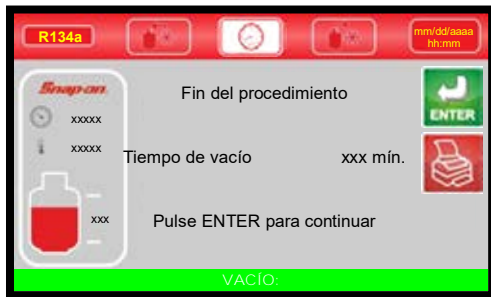 R134a
mm/dd/aaaa
hh:mm
Snap-on
Fin del procedimiento
ENTER
xxxxx
xxxxx
Tiempo de vacío xxx mín.
xxx
Pulse ENTER para continuar
VACÍO: